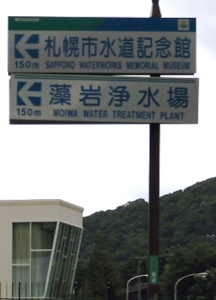 札幌市水道記念館
150m SAPPORO WATERWORKS MEMORIAL MUSEUM
藻岩浄水場
150m MOIWA WATER TREATMENT PLANT